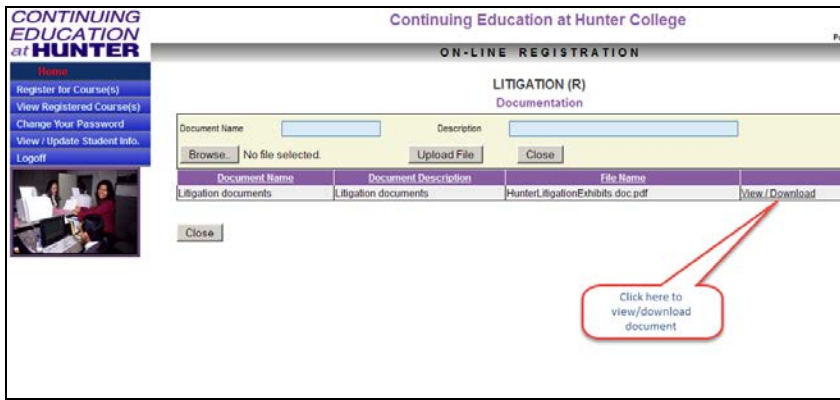 CONTINUING
EDUCATION
at HUNTER
Continuing Education at Hunter College
ON-LINE REGISTRATION
Home
Register for Course(s)
View Registered Course(s)
Change Your Password
View / Update Student Info.
Logoff
LITIGATION (R)
Documentation
Document Name Description
Browse.. No file selected. Upload File Close
Document Name Document Description File Name
Litigation documents Litigation documents HunterLitigationExhibits.doc.pdf View / Download
Close
Click here to
view/download
document